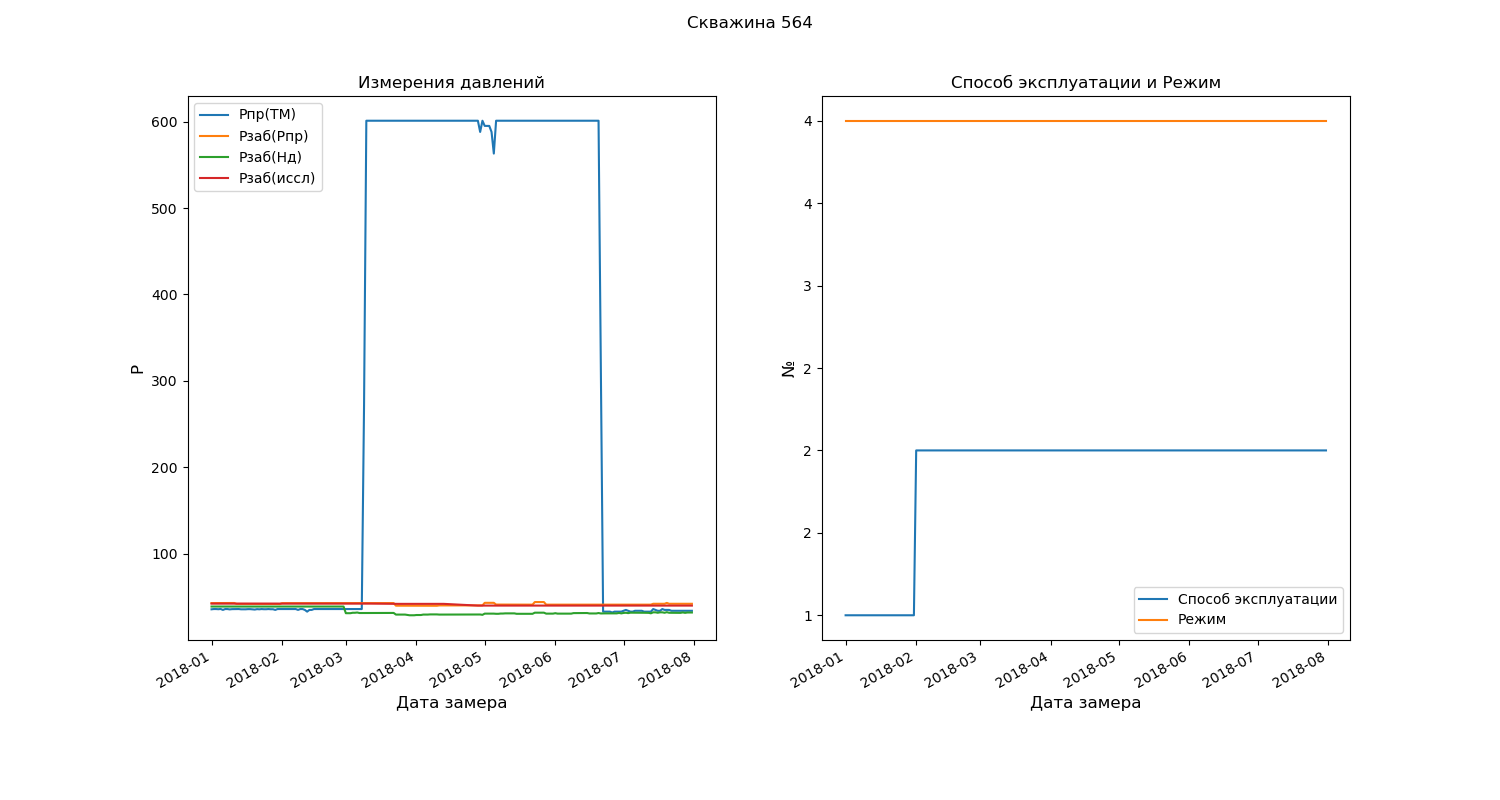 Скважина 564
Измерения давлений
600
500
400
300
200
100
P
Рпр(ТМ)
Рзаб(Рпр)
Рзаб(Нд)
Рзаб(иссл)
2018-01
2018-02
2018-03
2018-04
2018-05
2018-06
2018-07
2018-08
Дата замера
Способ эксплуатации и Режим
4
4
3
2
2
2
1
№
Способ эксплуатации
Режим
2018-01
2018-02
2018-03
2018-04
2018-05
2018-06
2018-07
2018-08
Дата замера